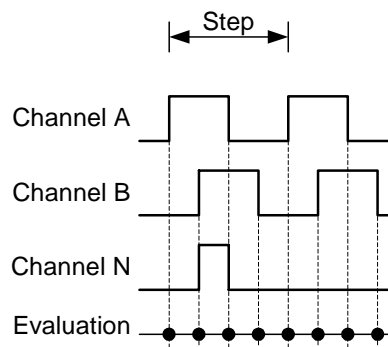 Step
Channel A
Channel B
Channel N
Evaluation